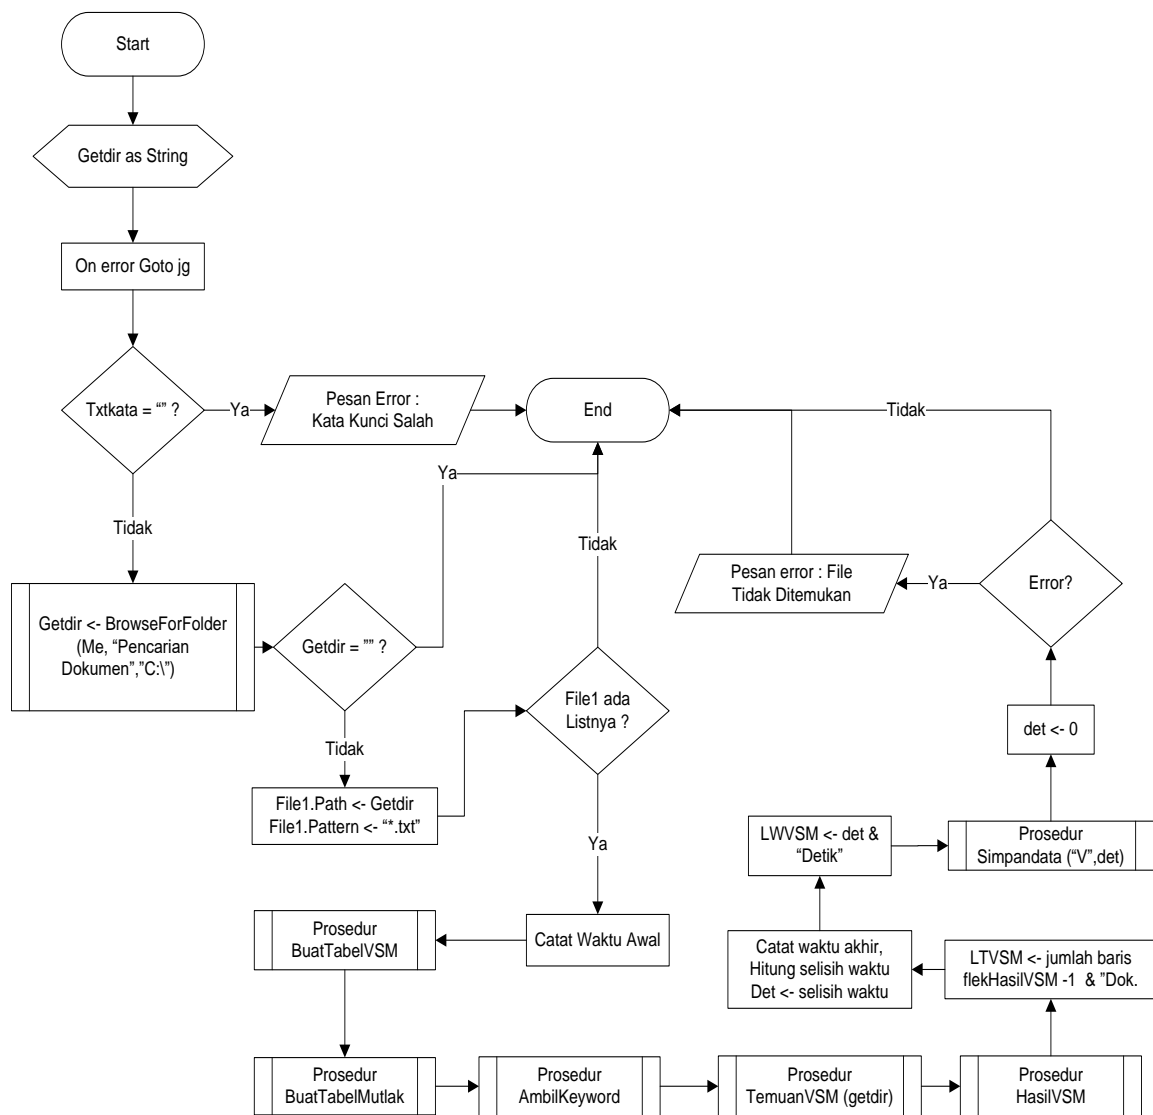 Start
Getdir as String
On error Goto jg
Txtkata = “” ?
Ya
Pesan Error :
Kata Kunci Salah
End
Tidak
Tidak
Getdir <- BrowseForFolder
(Me, “Pencarian
Dokumen”,”C:\”)
Getdir = ”” ?
Ya
Tidak
File1.Path <- Getdir
File1.Pattern <- “*.txt”
Tidak
File1 ada
Listnya ?
Ya
Catat Waktu Awal
Prosedur
BuatTabelVSM
Prosedur
BuatTabelMutlak
Prosedur
AmbilKeyword
Prosedur
TemuanVSM (getdir)
Prosedur
HasilVSM
LTVSM <- jumlah baris
flekHasilVSM -1 & ”Dok.
Catat waktu akhir,
Hitung selisih waktu
Det <- selisih waktu
LWVSM <- det &
“Detik”
Prosedur
Simpandata (“V”,det)
det <- 0
Error?
Ya
Pesan error : File
Tidak Ditemukan